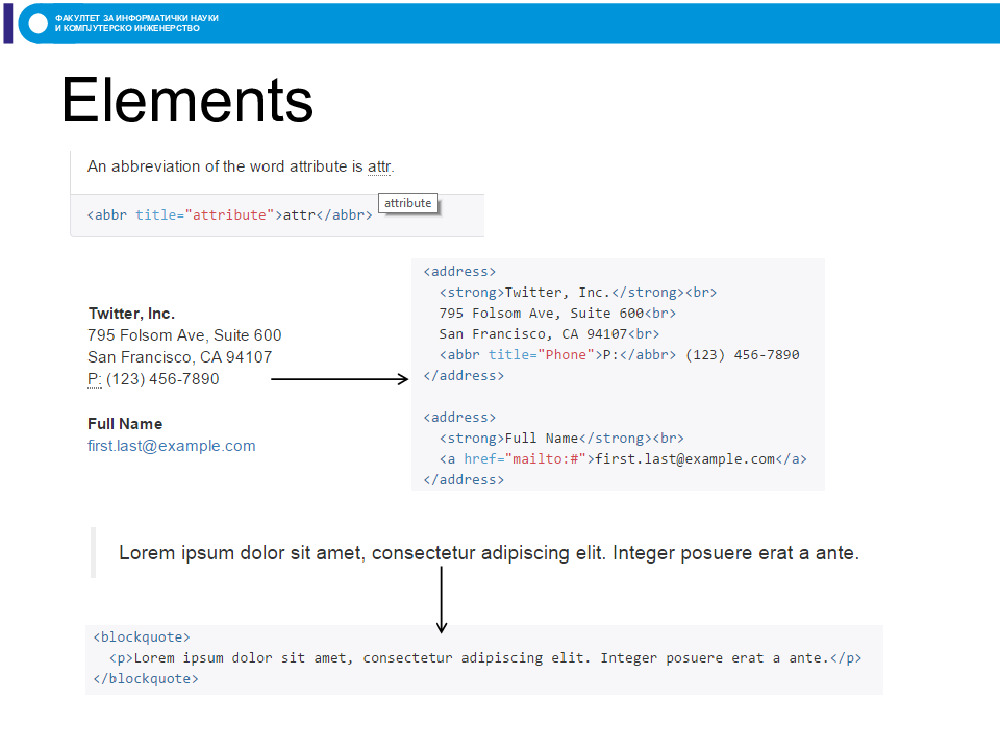 ФАКУЛТЕТ ЗА ИНФОРМАТИЧКИ НАУКИ
И КОМПЈУТЕРСКО ИНЖЕНЕРСТВО
Elements
An abbreviation of the word attribute is attr.
<abbr title="attribute">attr</abbr>
attribute
Twitter, Inc.
795 Folsom Ave, Suite 600
San Francisco, CA 94107
P: (123) 456-7890
Full Name
first.last@example.com
<address>
<strong>Twitter, Inc.</strong><br>
795 Folsom Ave, Suite 600<br>
San Francisco, CA 94107<br>
<abbr title="Phone">P:</abbr> (123) 456-7890
</address>
<address>
<strong>Full Name</strong><br>
<a href="mailto:#">first.last@example.com</a>
</address>
Lorem ipsum dolor sit amet, consectetur adipiscing elit. Integer posuere erat a ante.
<blockquote>
<p>Lorem ipsum dolor sit amet, consectetur adipiscing elit. Integer posuere erat a ante.</p>
</blockquote>